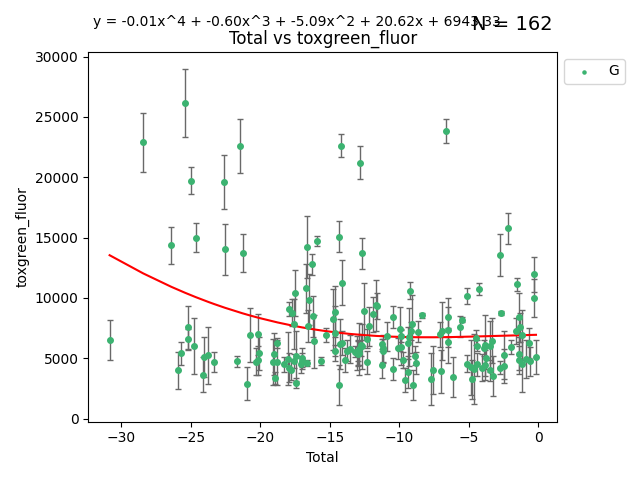 y = -0.01x^4 + -0.60x^3 + -5.09x^2 + 20.62x + 6943.33
N = 162
Total vs toxgreen_fluor
G
toxgreen_fluor
30000
25000
20000
15000
10000
5000
0
−30
−25
−20
−15
−10
−5
0
Total